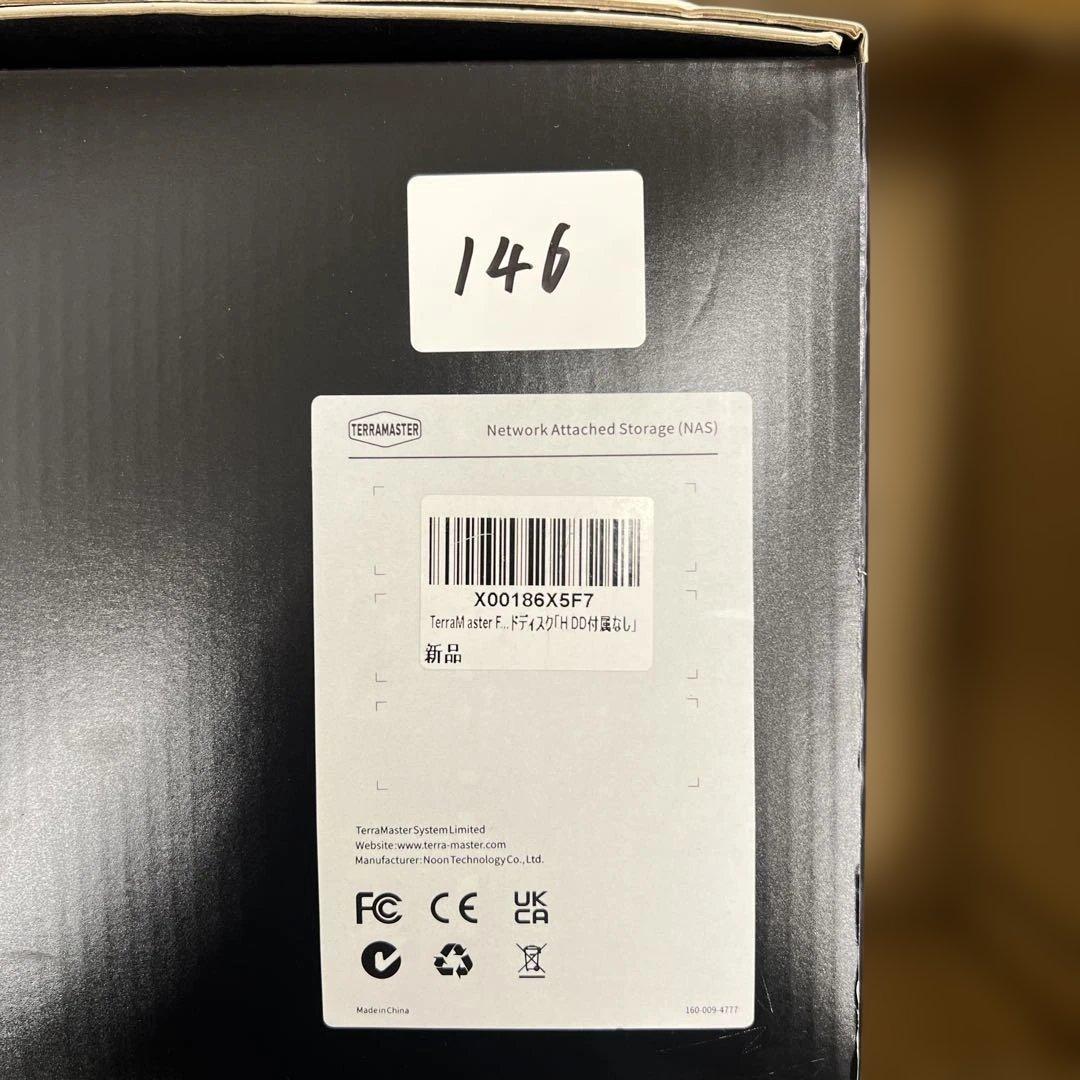 146
TERRAMASTER
Network Attached Storage (NAS)
X00186X5F7
TerraMaster F...ドディスク「HDD付属なし」
新品
TerraMaster System Limited
Website: www.terra-master.com
Manufacturer: Noon Technology Co., Ltd.
FC CE UK
CA
Made in China
160-009-4777